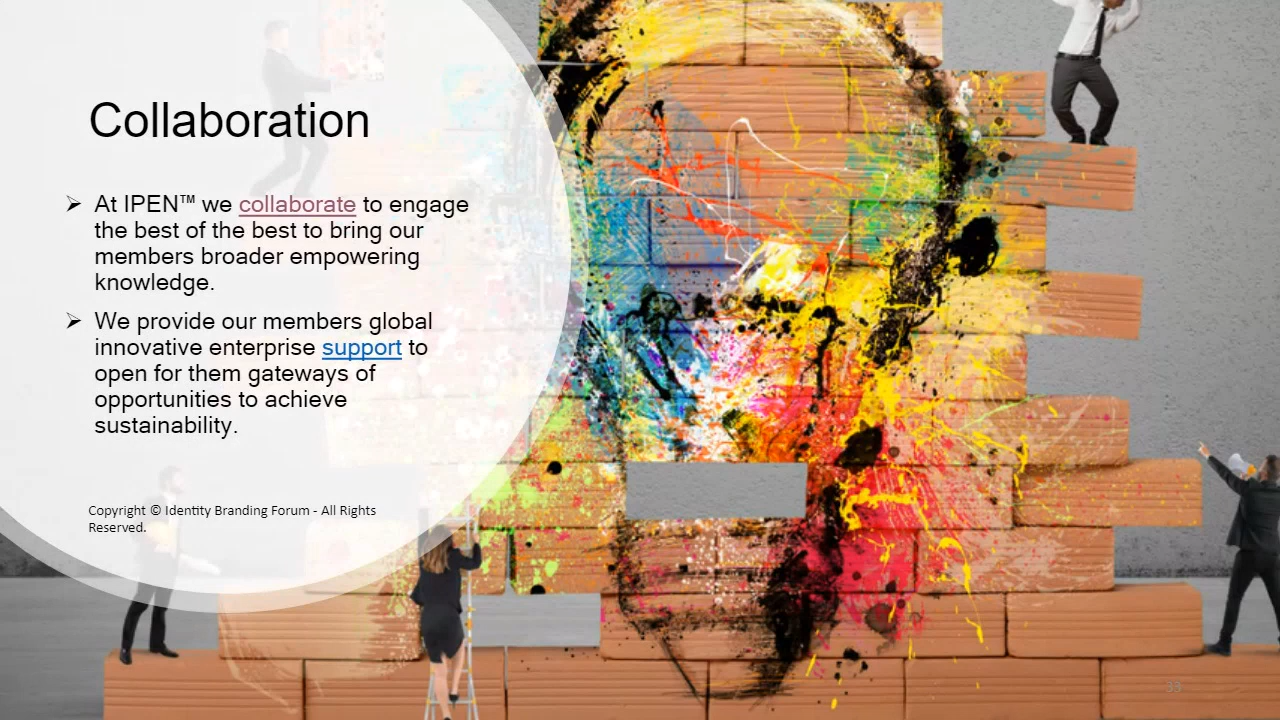 Collaboration
➢ At IPEN™ we collaborate to engage
the best of the best to bring our
members broader empowering
knowledge.
➢ We provide our members global
innovative enterprise support to
open for them gateways of
opportunities to achieve
sustainability.
Copyright © Identity Branding Forum - All Rights
Reserved.
33